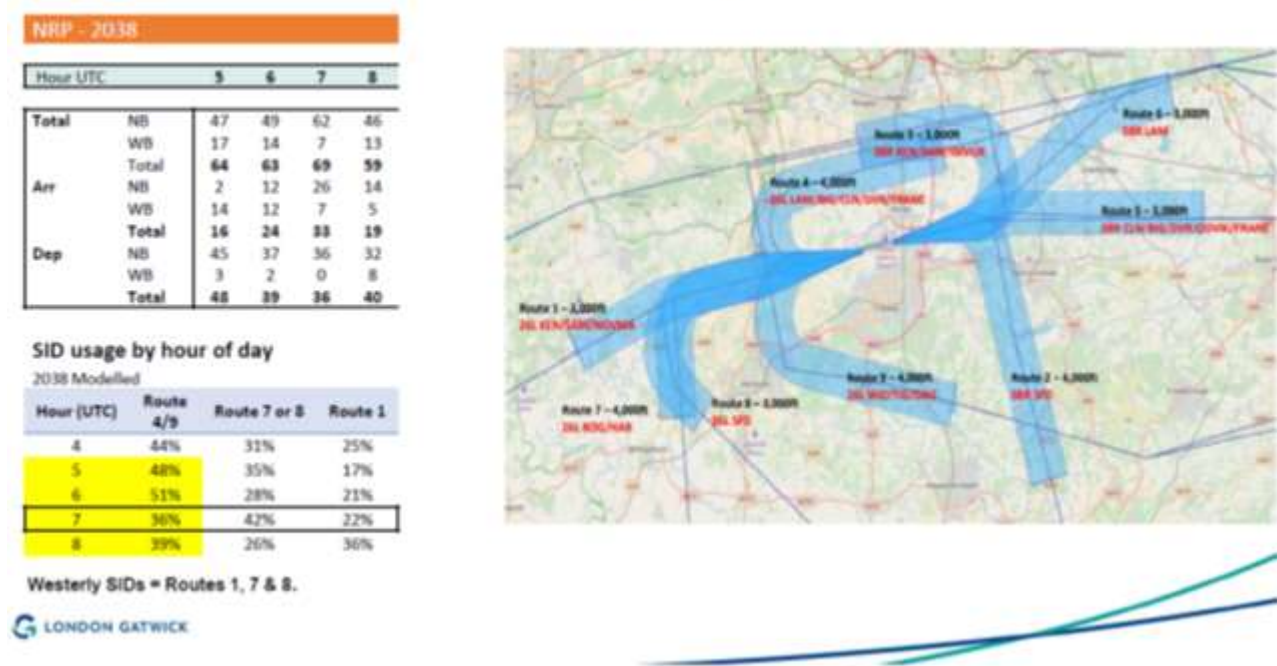 NRP - 2038
Hour UTC 5 6 7 8
Total NB 47 49 62 46
WB 17 14 7 13
Total 64 63 69 59
Arr NB 2 12 26 14
WB 14 12 7 5
Total 16 24 33 19
Dep NB 45 37 36 32
WB 3 2 0 8
Total 48 39 36 40
SID usage by hour of day
2038 Modelled
Hour (UTC) Route 4/9 Route 7 or 8 Route 1
4 44% 31% 25%
5 48% 35% 17%
6 51% 28% 21%
7 36% 42% 22%
8 39% 26% 36%
Westerly SIDs = Routes 1, 7 & 8.
LONDON GATWICK
Route 6 – 3,000ft
08R LAM
Route 3 – 3,000ft
Route 4 – 4,000ft
Route 5 – 3,000ft
Route 1 – 3,000ft
Route 9 – 4,000ft
Route 2 – 4,000ft
08R SFD
Route 7 – 4,000ft
26L BOG/HAR
Route 8 – 3,000ft
26L SFD